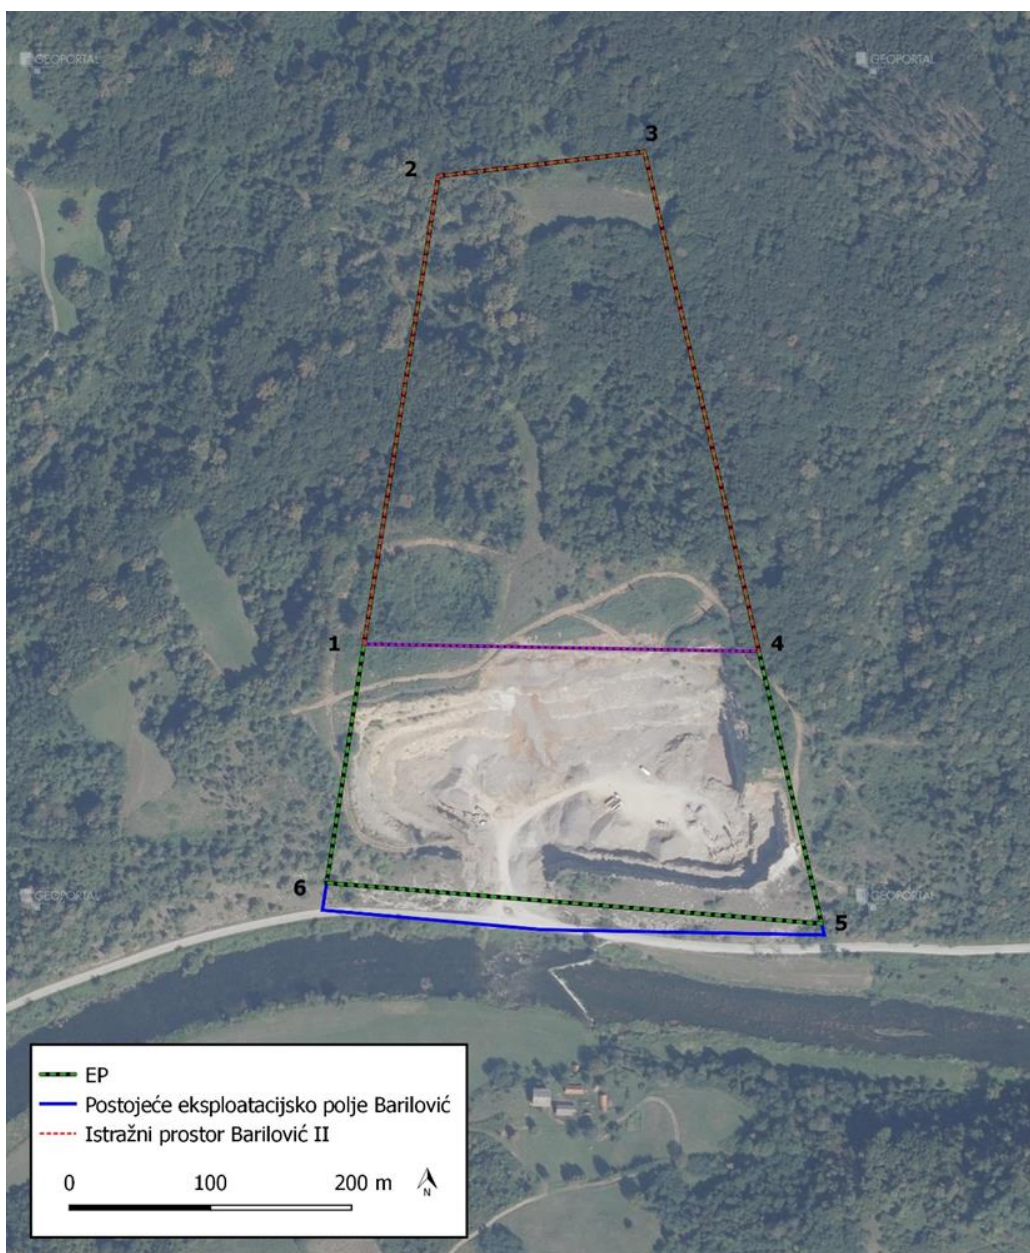 GEOPORTAL
GEOPORTAL
3
2
1
4
6
GEOPORTAL
GEOPORTAL
5
EP
Postojeće eksploatacijsko polje Barilović
Istražni prostor Barilović II
0 100 200 m
N